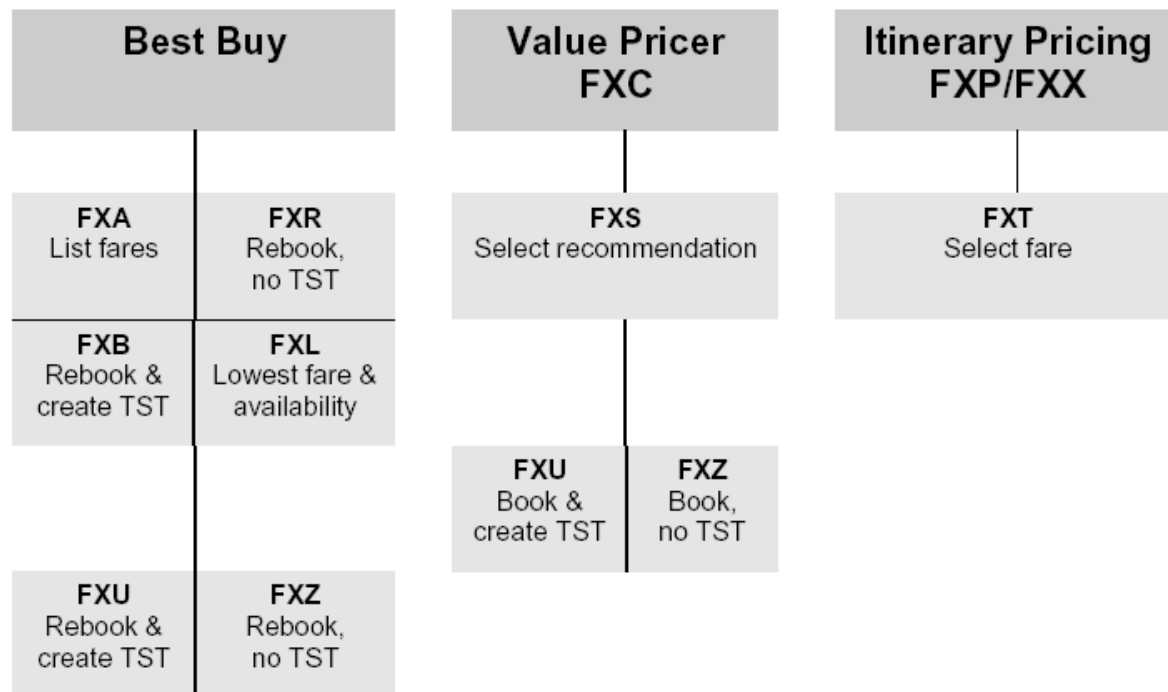 Best Buy
Value Pricer
FXC
Itinerary Pricing
FXP/FXX
FXA
List fares
FXR
Rebook,
no TST
FXS
Select recommendation
FXT
Select fare
FXB
Rebook &
create TST
FXL
Lowest fare &
availability
FXU
Book &
create TST
FXZ
Book,
no TST
FXU
Rebook &
create TST
FXZ
Rebook,
no TST